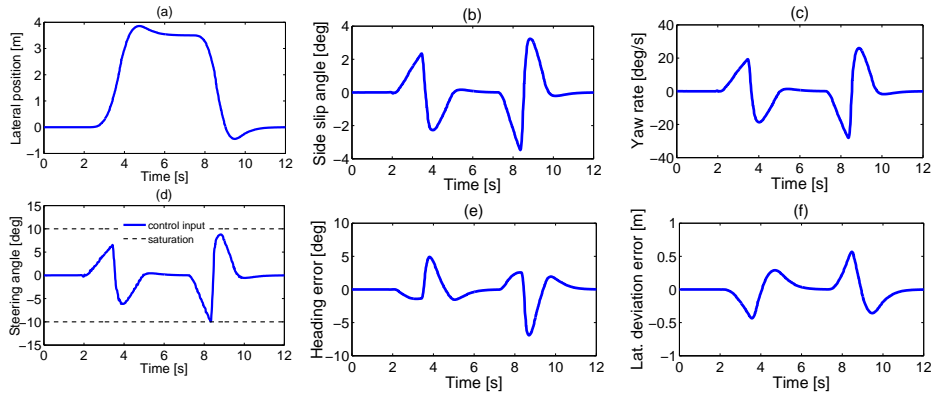 (a)
Lateral position [m]
4
3
2
1
0
−1
0 2 4 6 8 10 12
Time [s]
(b)
Side slip angle [deg]
4
2
0
−2
−4
0 2 4 6 8 10 12
Time [s]
(c)
Yaw rate [deg/s]
40
20
0
−20
−40
0 2 4 6 8 10 12
Time [s]
(d)
Steering angle [deg]
15
10
5
0
−5
−10
−15
control input
saturation
0 2 4 6 8 10 12
Time [s]
(e)
Heading error [deg]
10
5
0
−5
−10
0 2 4 6 8 10 12
Time [s]
(f)
Lat. deviation error [m]
1
0.5
0
−0.5
−1
0 2 4 6 8 10 12
Time [s]